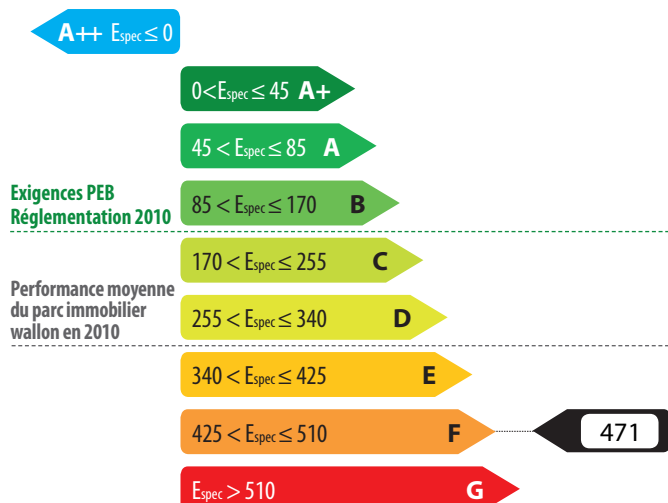 A++ Espec ≤ 0
0<Espec ≤ 45 A+
45 < Espec ≤ 85 A
Exigences PEB
Réglementation 2010
85 < Espec ≤ 170 B
170 < Espec ≤ 255 C
Performance moyenne
du parc immobilier
wallon en 2010
255 < Espec ≤ 340 D
340 < Espec ≤ 425 E
425 < Espec ≤ 510 F
471
Espec > 510 G